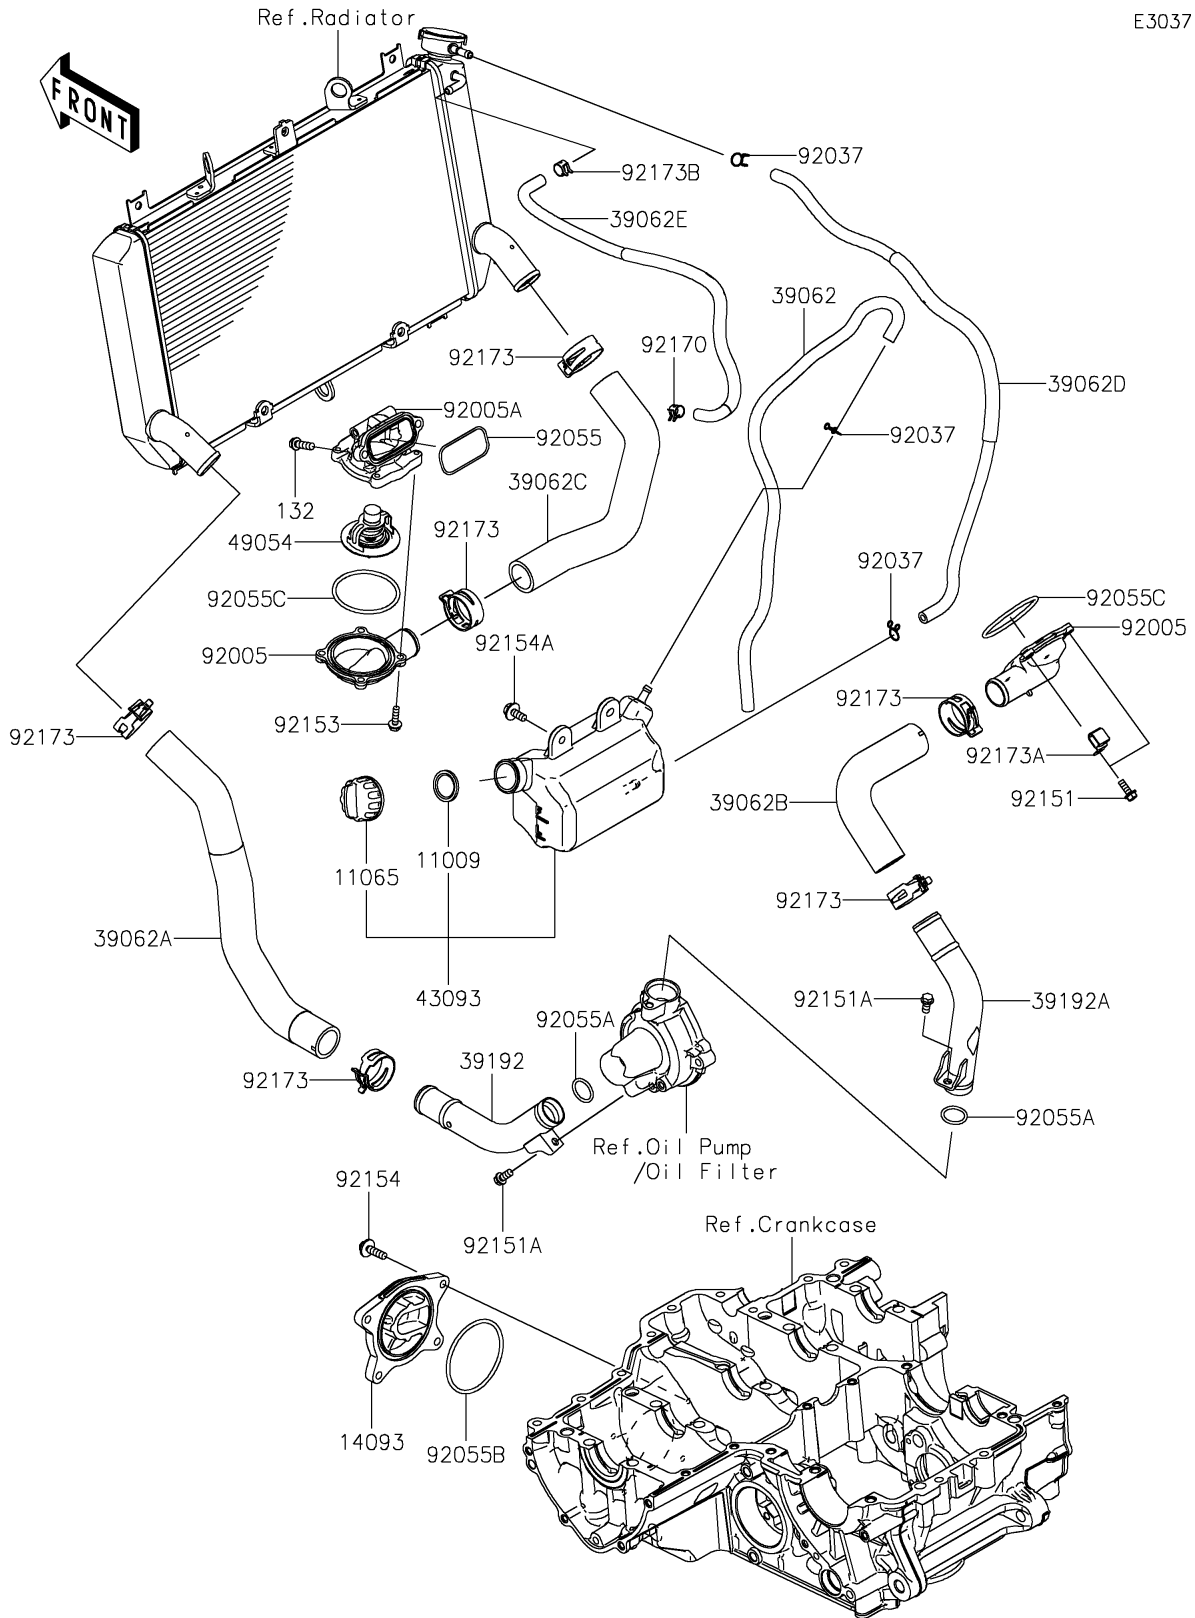 Ref.Radiator
E3037
FRONT
92037
92173B
39062E
39062
92170
92173
39062D
92005A
92055
92037
132
39062C
92173
49054
92037
92055C
92055C
92005
92154A
92005
92173
92153
92173
92173A
39062B
92151
11009
11065
92173
39062A
43093
92151A
39192A
92055A
39192
92173
92055A
Ref.Oil Pump
/Oil Filter
92154
Ref.Crankcase
92151A
14093
92055B